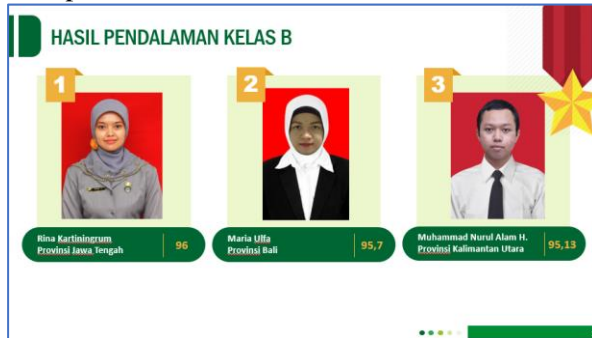 HASIL PENDALAMAN KELAS B
1
2
3
Rina Kartiningrum
Provinsi Jawa Tengah
96
Maria Ulfa
Provinsi Bali
95,7
Muhammad Nurul Alam H.
Provinsi Kalimantan Utara
95,13